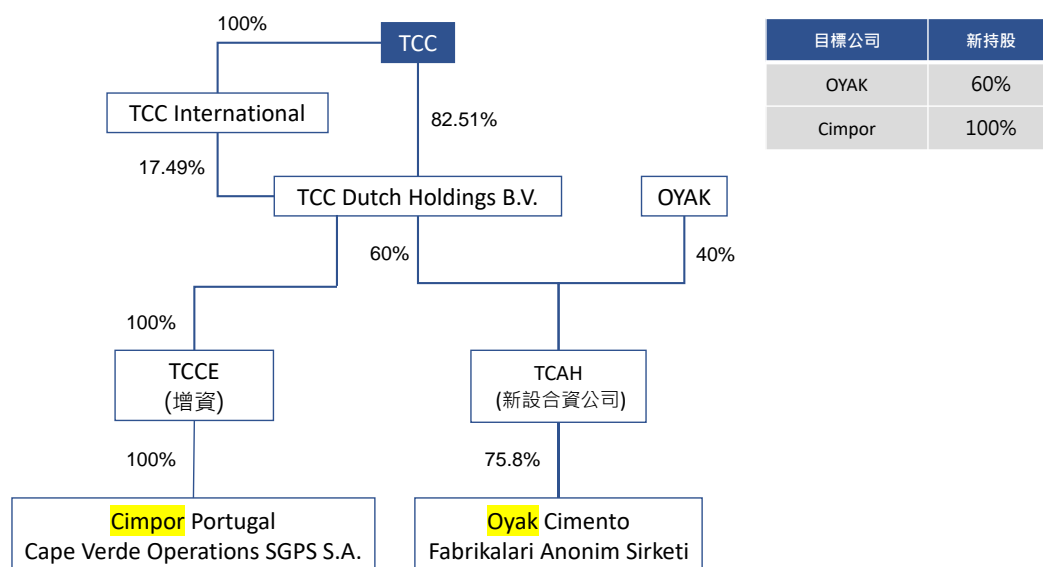 100%
TCC
目標公司 新持股
OYAK 60%
Cimpor 100%
TCC International
82.51%
17.49%
TCC Dutch Holdings B.V.
OYAK
60%
40%
100%
TCCE
(增資)
TCAH
(新設合資公司)
100%
75.8%
Cimpor Portugal
Cape Verde Operations SGPS S.A.
Oyak Cimento
Fabrikalari Anonim Sirketi